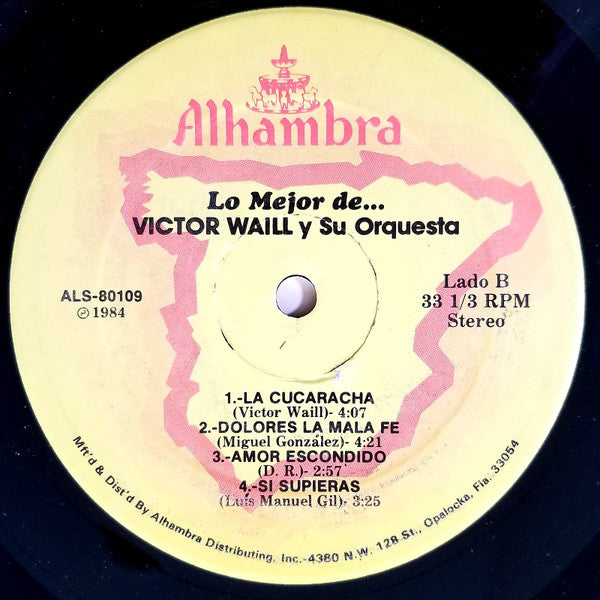 Alhambra
Lo Mejor de...
VICTOR WAILL y Su Orquesta
ALS-80109
℗ 1984
Lado B
33 1/3 RPM
Stereo
1.-LA CUCARACHA
(Victor Waill)- 4:07
2.-DOLORES LA MALA FE
(Miguel González)- 4:21
3.-AMOR ESCONDIDO
(D. R.)- 2:57
4.-SI SUPIERAS
(Luis Manuel Gil)- 3:25
Mft'd & Dist'd By Alhambra Distributing, Inc.-4380 N.W. 128 St., Opalocka, Fla. 33054